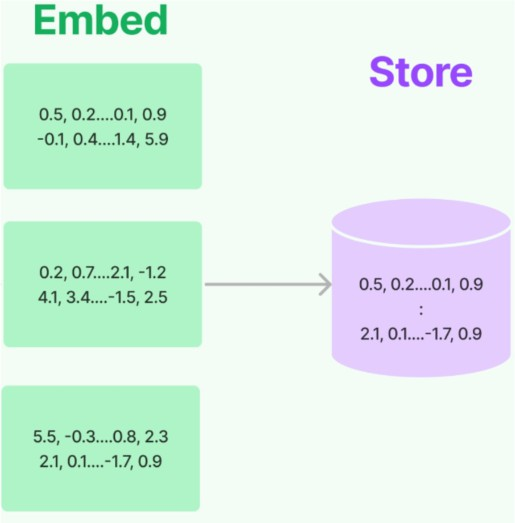 Embed
Store
0.5, 0.2....0.1, 0.9
-0.1, 0.4....1.4, 5.9
0.2, 0.7....2.1, -1.2
4.1, 3.4....-1.5, 2.5
5.5, -0.3....0.8, 2.3
2.1, 0.1....-1.7, 0.9
0.5, 0.2....0.1, 0.9
:
2.1, 0.1....-1.7, 0.9